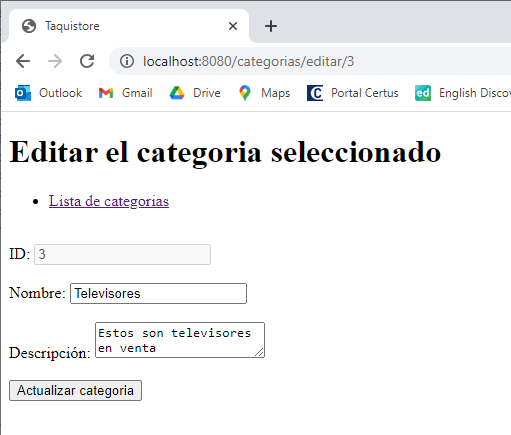 Taquistore
localhost:8080/categorias/editar/3
Outlook Gmail Drive Maps Portal Certus English Disco
Editar el categoria seleccionado
Lista de categorias
ID: 3
Nombre: Televisores
Descripción: Estos son televisores
en venta
Actualizar categoria